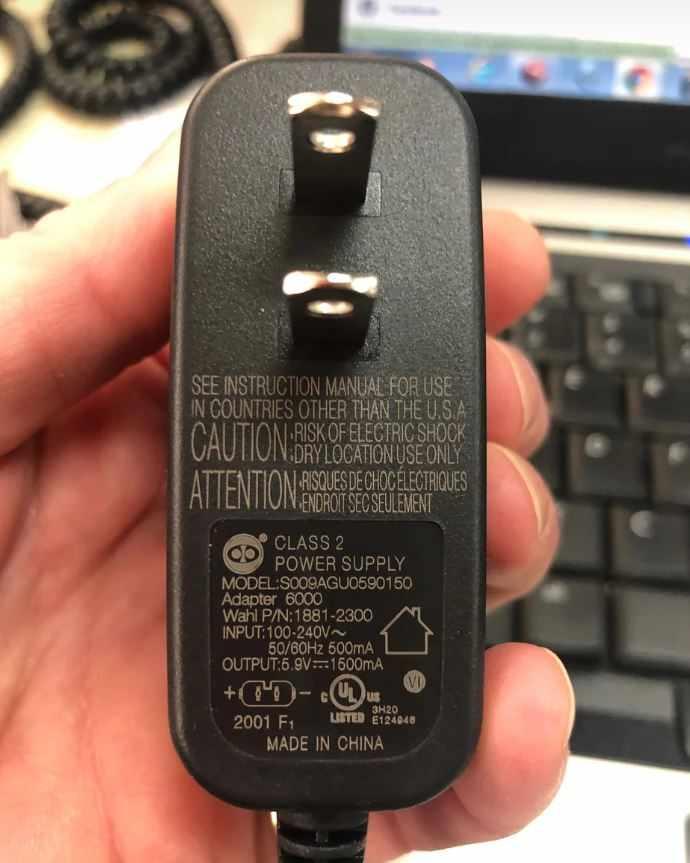 SEE INSTRUCTION MANUAL FOR USE
IN COUNTRIES OTHER THAN THE U.S.A
CAUTION:RISK OF ELECTRIC SHOCK
DRY LOCATION USE ONLY
ATTENTION:RISQUES DE CHOC ÉLECTRIQUES
ENDROIT SEC SEULEMENT
CLASS 2
POWER SUPPLY
MODEL:S009AGU0590150
Adapter 6000
Wahl P/N:1881-2300
INPUT:100-240V~
50/60Hz 500mA
OUTPUT:5.9V⎓1500mA
+ -
C UL US
LISTED
VI
3H20
E124946
2001 F1
MADE IN CHINA